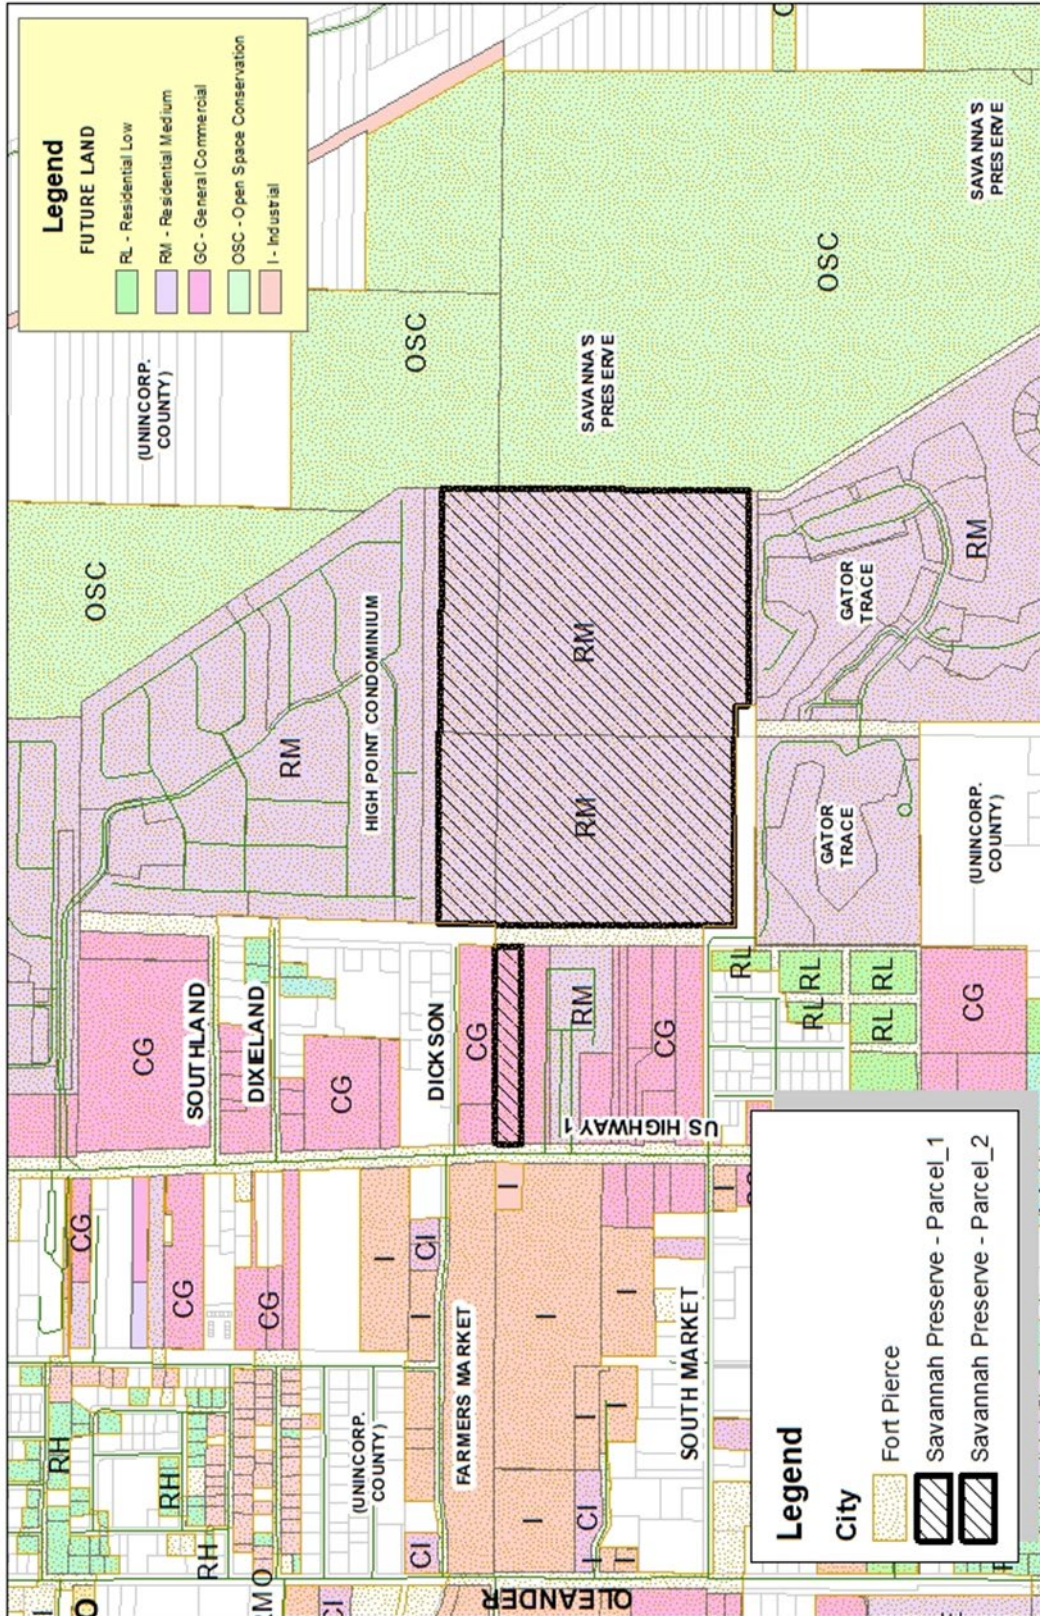 Legend
FUTURE LAND
RL - Residential Low
RM - Residential Medium
GC - General Commercial
OSC - Open Space Conservation
I - Industrial
(UNINCORP.
COUNTY)
OSC
OSC
OSC
SAVANNA'S
PRESERVE
SAVANNA'S
PRESERVE
RM
HIGH POINT CONDOMINIUM
RM
RM
GATOR
TRACE
RM
GATOR
TRACE
(UNINCORP.
COUNTY)
CG
SOUTHLAND
DIXIELAND
CG
DICKSON
CG
RM
CG
US HIGHWAY 1
RL
RL
RL
RL
RL
CG
CG
CG
CG
I
CI
I
I
I
I
I
I
I
I
CI
CI
I
I
I
FARMERS MARKET
SOUTH MARKET
(UNINCORP.
COUNTY)
RH
RH
RH
OLEANDER
CI
Legend
City
Fort Pierce
Savannah Preserve - Parcel_1
Savannah Preserve - Parcel_2